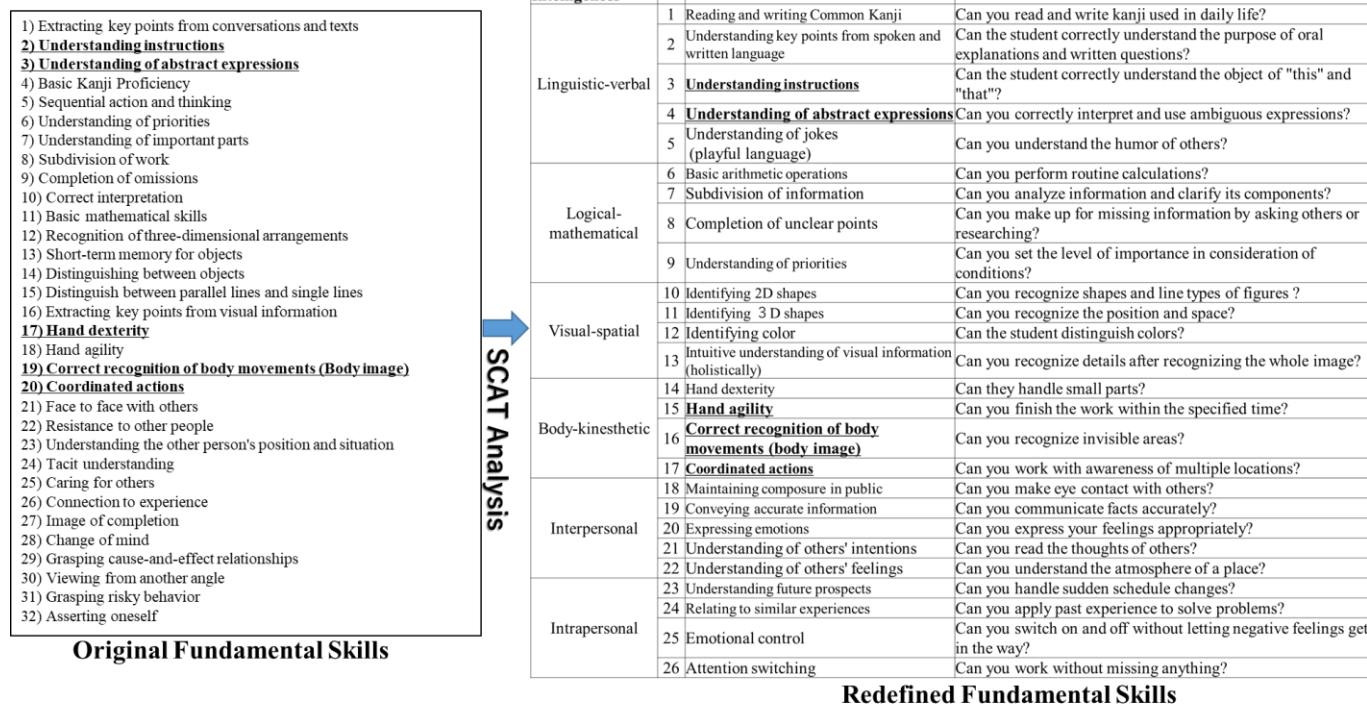 1) Extracting key points from conversations and texts
2) Understanding instructions
3) Understanding of abstract expressions
4) Basic Kanji Proficiency
5) Sequential action and thinking
6) Understanding of priorities
7) Understanding of important parts
8) Subdivision of work
9) Completion of omissions
10) Correct interpretation
11) Basic mathematical skills
12) Recognition of three-dimensional arrangements
13) Short-term memory for objects
14) Distinguishing between objects
15) Distinguish between parallel lines and single lines
16) Extracting key points from visual information
17) Hand dexterity
18) Hand agility
19) Correct recognition of body movements (Body image)
20) Coordinated actions
21) Face to face with others
22) Resistance to other people
23) Understanding the other person's position and situation
24) Tacit understanding
25) Caring for others
26) Connection to experience
27) Image of completion
28) Change of mind
29) Grasping cause-and-effect relationships
30) Viewing from another angle
31) Grasping risky behavior
32) Asserting oneself
Original Fundamental Skills
SCAT Analysis
Linguistic-verbal
1 Reading and writing Common Kanji Can you read and write kanji used in daily life?
2 Understanding key points from spoken and written language Can the student correctly understand the purpose of oral explanations and written questions?
3 Understanding instructions Can the student correctly understand the object of "this" and "that"?
4 Understanding of abstract expressions Can you correctly interpret and use ambiguous expressions?
5 Understanding of jokes (playful language) Can you understand the humor of others?
Logical-mathematical
6 Basic arithmetic operations Can you perform routine calculations?
7 Subdivision of information Can you analyze information and clarify its components?
8 Completion of unclear points Can you make up for missing information by asking others or researching?
9 Understanding of priorities Can you set the level of importance in consideration of conditions?
Visual-spatial
10 Identifying 2D shapes Can you recognize shapes and line types of figures ?
11 Identifying ３D shapes Can you recognize the position and space?
12 Identifying color Can the student distinguish colors?
13 Intuitive understanding of visual information (holistically) Can you recognize details after recognizing the whole image?
Body-kinesthetic
14 Hand dexterity Can they handle small parts?
15 Hand agility Can you finish the work within the specified time?
16 Correct recognition of body movements (body image) Can you recognize invisible areas?
17 Coordinated actions Can you work with awareness of multiple locations?
Interpersonal
18 Maintaining composure in public Can you make eye contact with others?
19 Conveying accurate information Can you communicate facts accurately?
20 Expressing emotions Can you express your feelings appropriately?
21 Understanding of others' intentions Can you read the thoughts of others?
22 Understanding of others' feelings Can you understand the atmosphere of a place?
Intrapersonal
23 Understanding future prospects Can you handle sudden schedule changes?
24 Relating to similar experiences Can you apply past experience to solve problems?
25 Emotional control Can you switch on and off without letting negative feelings get in the way?
26 Attention switching Can you work without missing anything?
Redefined Fundamental Skills